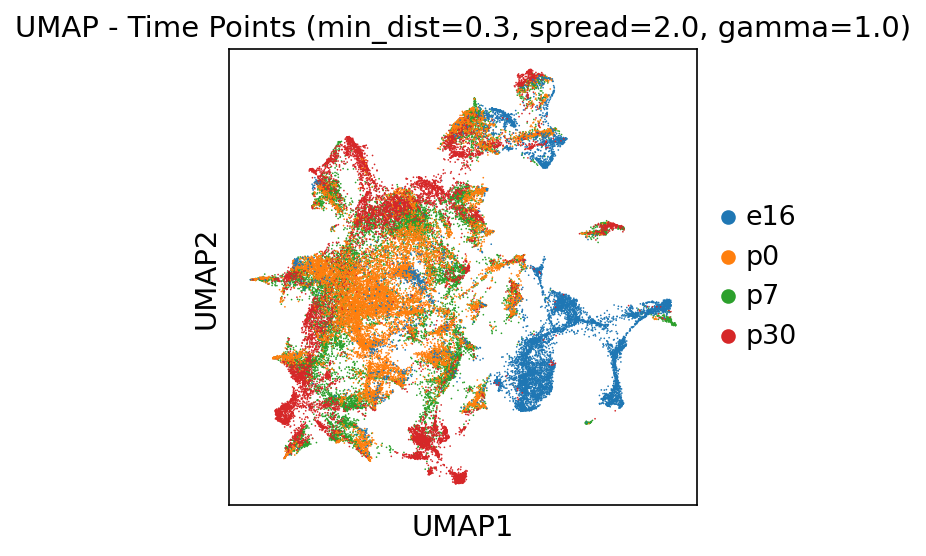 UMAP - Time Points (min_dist=0.3, spread=2.0, gamma=1.0)
UMAP2
e16
p0
p7
p30
UMAP1